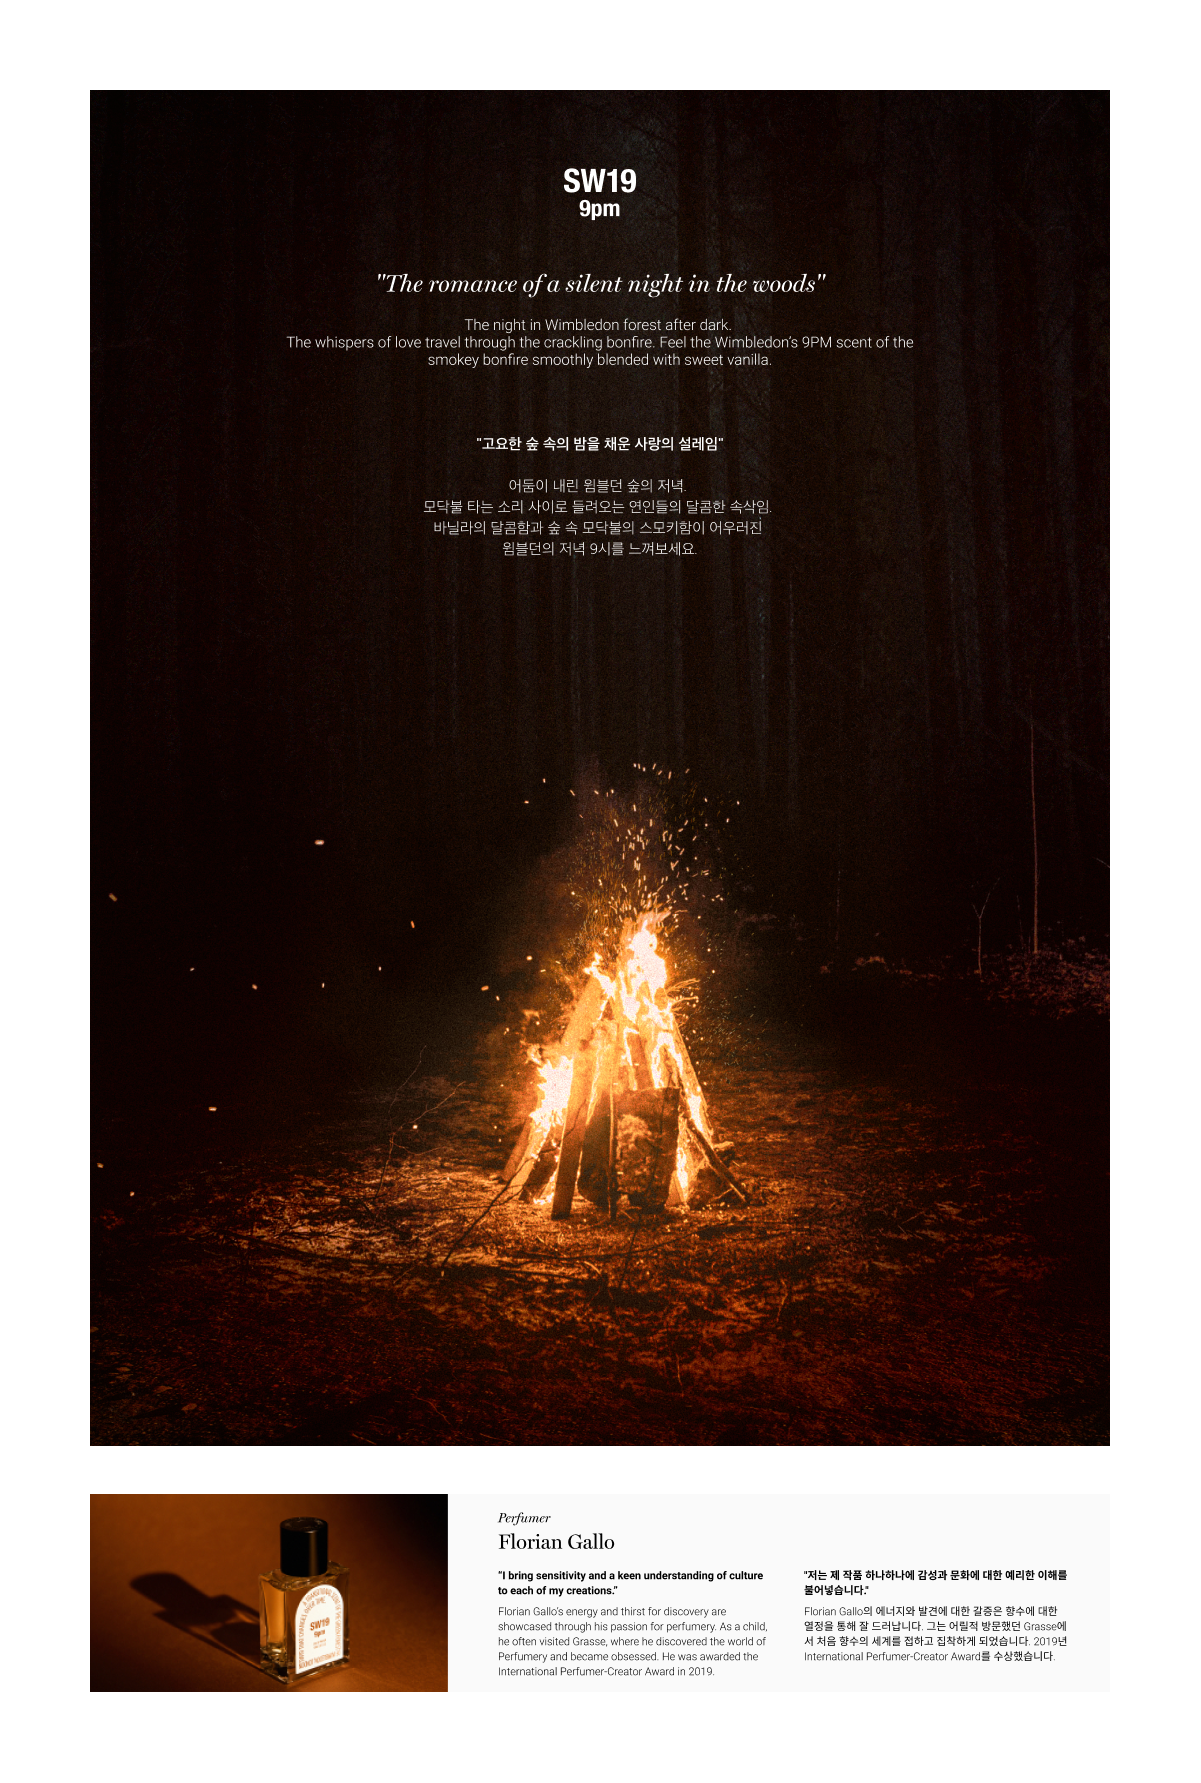 SW19
9pm
"The romance of a silent night in the woods"
The night in Wimbledon forest after dark.
The whispers of love travel through the crackling bonfire. Feel the Wimbledon's 9PM scent of the
smokey bonfire smoothly blended with sweet vanilla.
"고요한 숲 속의 밤을 채운 사랑의 설레임"
어둠이 내린 윔블던 숲의 저녁.
모닥불 타는 소리 사이로 들려오는 연인들의 달콤한 속삭임.
바닐라의 달콤함과 숲 속 모닥불의 스모키함이 어우러진
윔블던의 저녁 9시를 느껴보세요.
SW19
9pm
Perfumer
Florian Gallo
“I bring sensitivity and a keen understanding of culture
to each of my creations.”
Florian Gallo's energy and thirst for discovery are
showcased through his passion for perfumery. As a child,
he often visited Grasse, where he discovered the world of
Perfumery and became obsessed. He was awarded the
International Perfumer-Creator Award in 2019.
"저는 제 작품 하나하나에 감성과 문화에 대한 예리한 이해를
불어넣습니다."
Florian Gallo의 에너지와 발견에 대한 갈증은 향수에 대한
열정을 통해 잘 드러납니다. 그는 어릴적 방문했던 Grasse에
서 처음 향수의 세계를 접하고 집착하게 되었습니다. 2019년
International Perfumer-Creator Award를 수상했습니다.